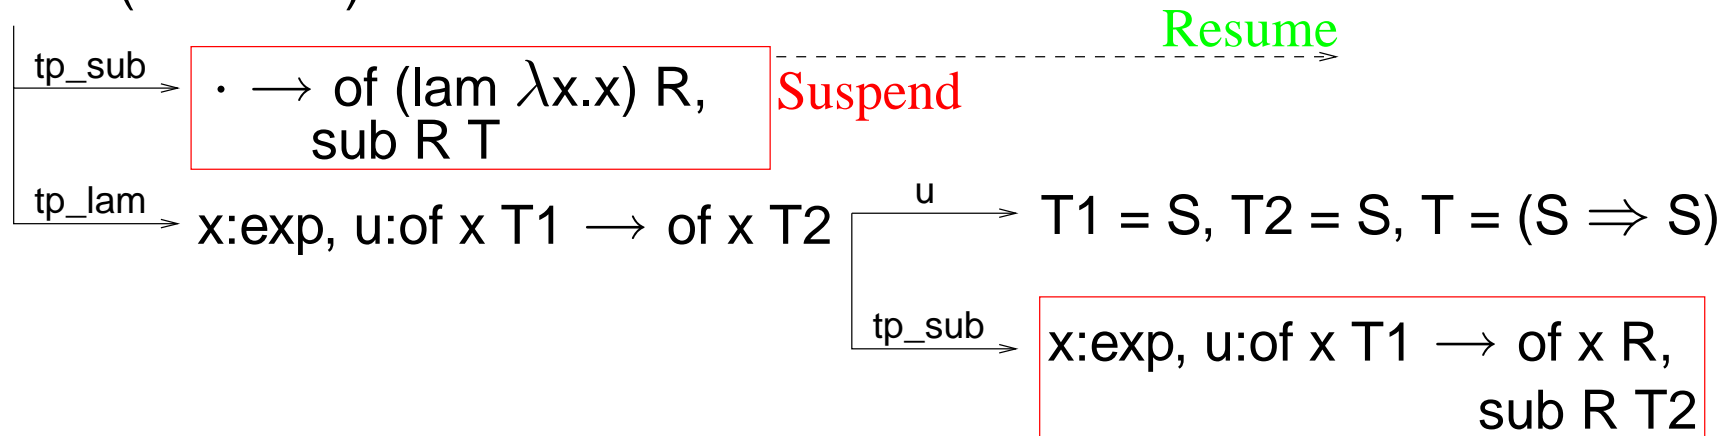 Resume
tp_sub
· → of (lam λx.x) R,
Suspend
sub R T
tp_lam
x:exp, u:of x T1 → of x T2
u
T1 = S, T2 = S, T = (S ⇒ S)
tp_sub
x:exp, u:of x T1 → of x R,
sub R T2